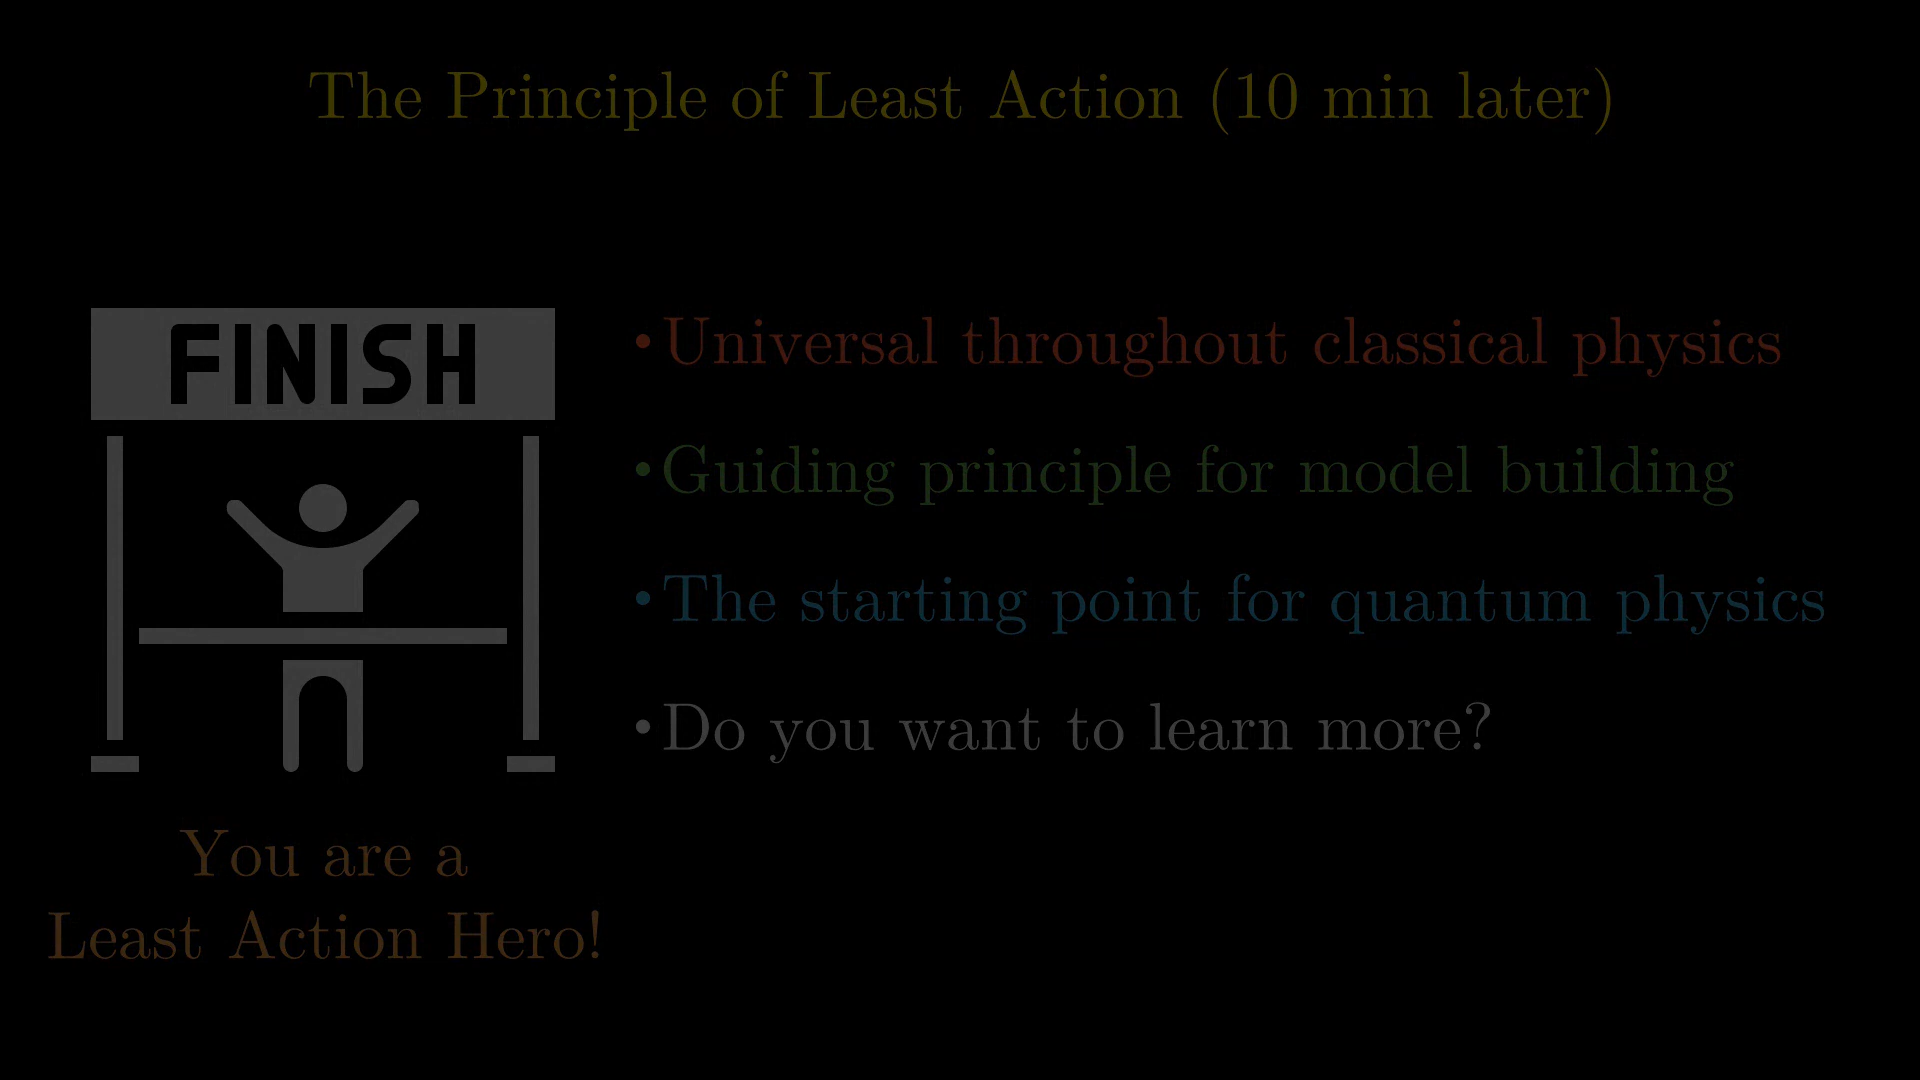 The Principle of Least Action (10 min later)
FINISH
• Universal throughout classical physics
• Guiding principle for model building
• The starting point for quantum physics
• Do you want to learn more?
You are a
Least Action Hero!